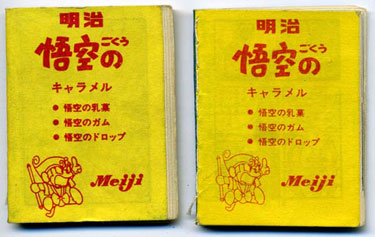 明治
悟空の
ごくう
キャラメル
● 悟空の乳菓
● 悟空のガム
● 悟空のドロップ
Meiji
明治
悟空の
ごくう
キャラメル
● 悟空の乳菓
● 悟空のガム
● 悟空のドロップ
Meiji